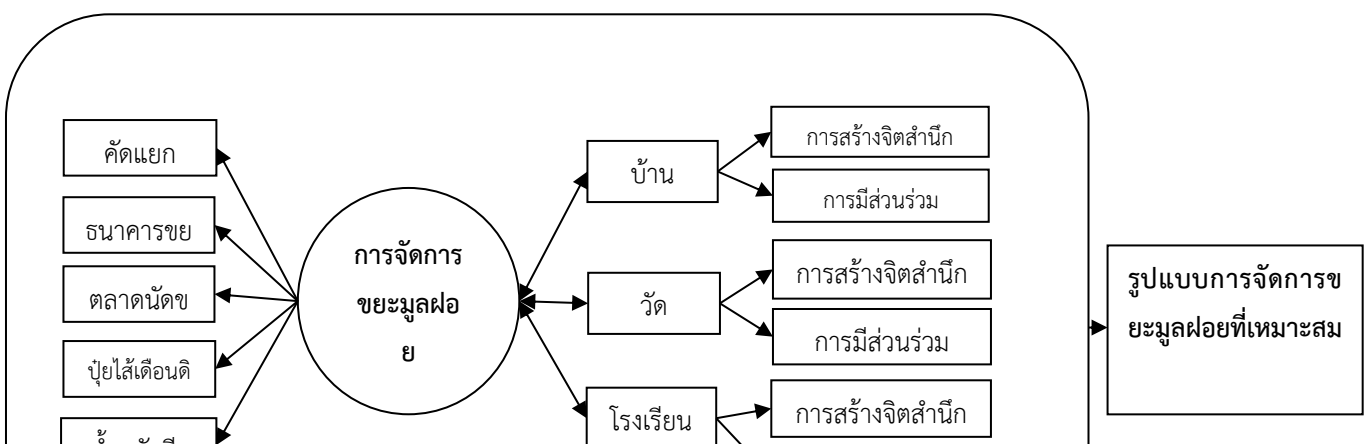 คัดแยก
ธนาคารขย
ตลาดนัดข
ปุ๋ยไส้เดือนดิ
การจัดการ
ขยะมูลฝอ
ย
บ้าน
วัด
โรงเรียน
การสร้างจิตสำนึก
การมีส่วนร่วม
การสร้างจิตสำนึก
การมีส่วนร่วม
การสร้างจิตสำนึก
รูปแบบการจัดการข
ยะมูลฝอยที่เหมาะสม